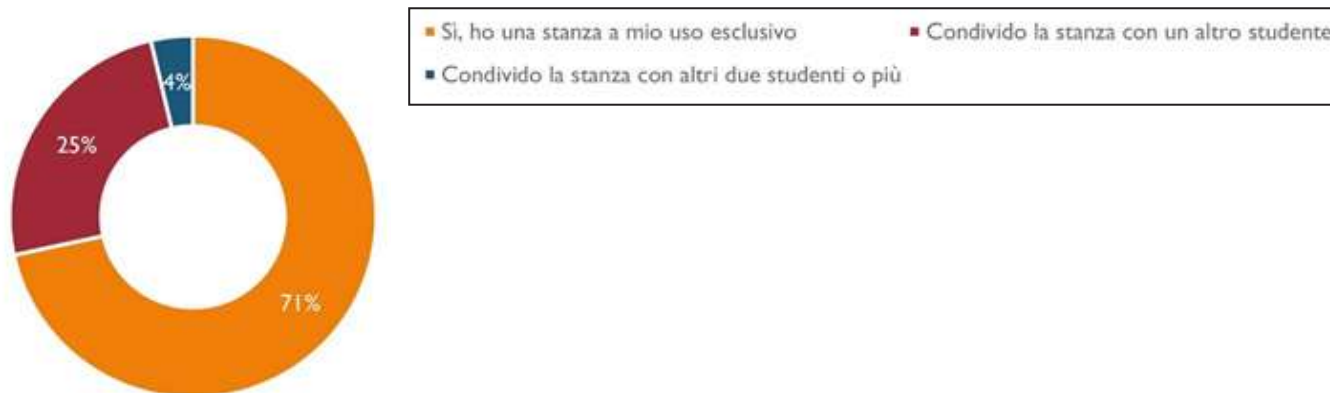 Sì, ho una stanza a mio uso esclusivo
Condivido la stanza con un altro studente
Condivido la stanza con altri due studenti o più
4%
25%
71%